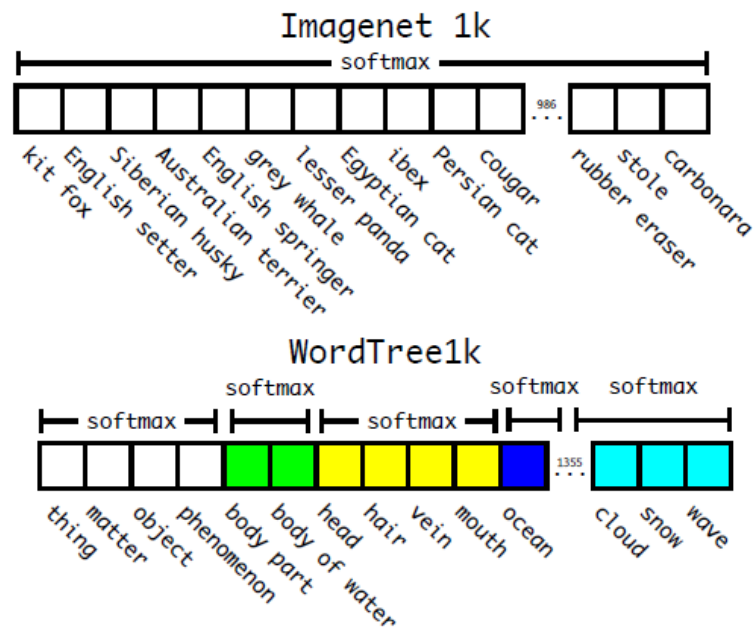 Imagenet 1k
softmax
986
...
kit fox
English setter
Siberian husky
Australian terrier
English springer
grey whale
lesser panda
Egyptian cat
ibex
Persian cat
cougar
rubber eraser
stole
carbonara
WordTree1k
softmax
softmax
softmax
softmax
softmax
1355
...
thing
matter
object
phenomenon
body part
body of water
head
hair
vein
mouth
ocean
cloud
snow
wave